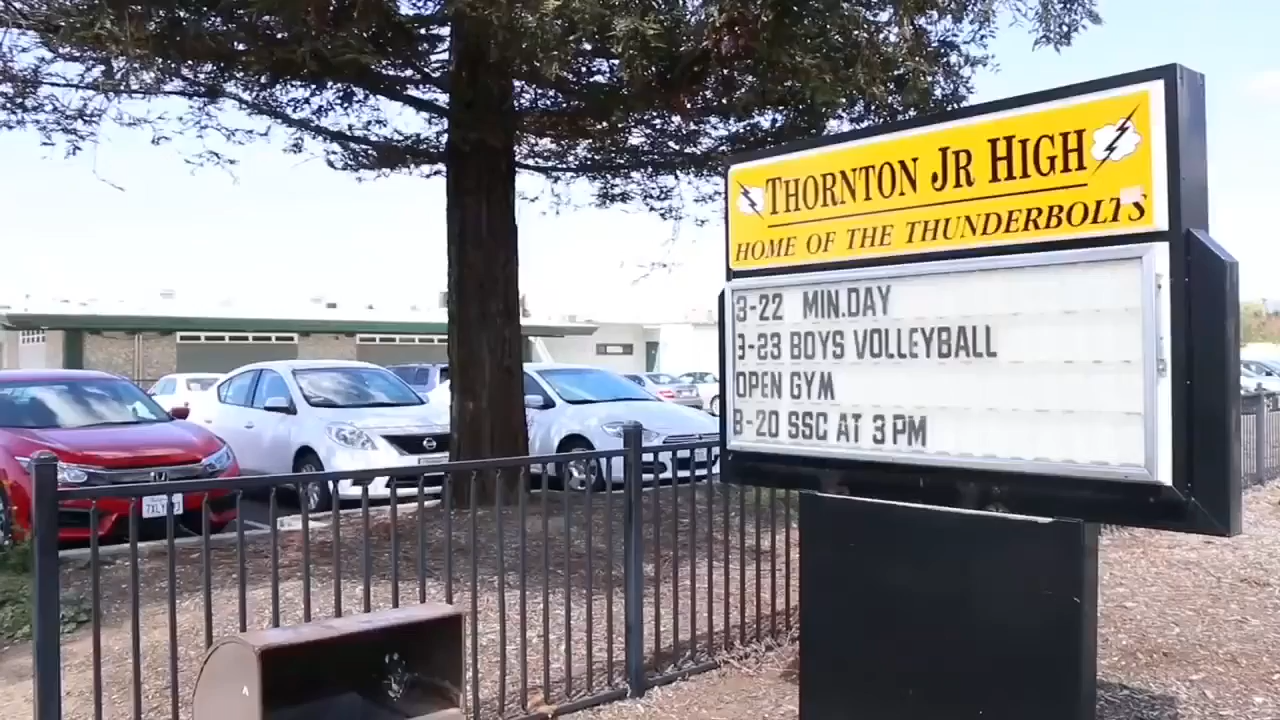 THORNTON JR HIGH
HOME OF THE THUNDERBOLTS
3-22 MIN.DAY
3-23 BOYS VOLLEYBALL
OPEN GYM
3-20 SSC AT 3 PM